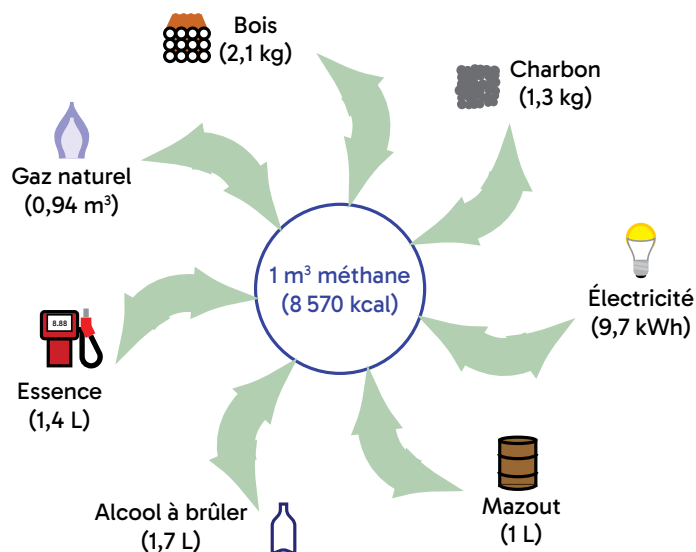 Bois
(2,1 kg)
Charbon
(1,3 kg)
Gaz naturel
(0,94 m³)
1 m³ méthane
(8 570 kcal)
Électricité
(9,7 kWh)
8.88
Essence
(1,4 L)
Mazout
(1 L)
Alcool à brûler
(1,7 L)